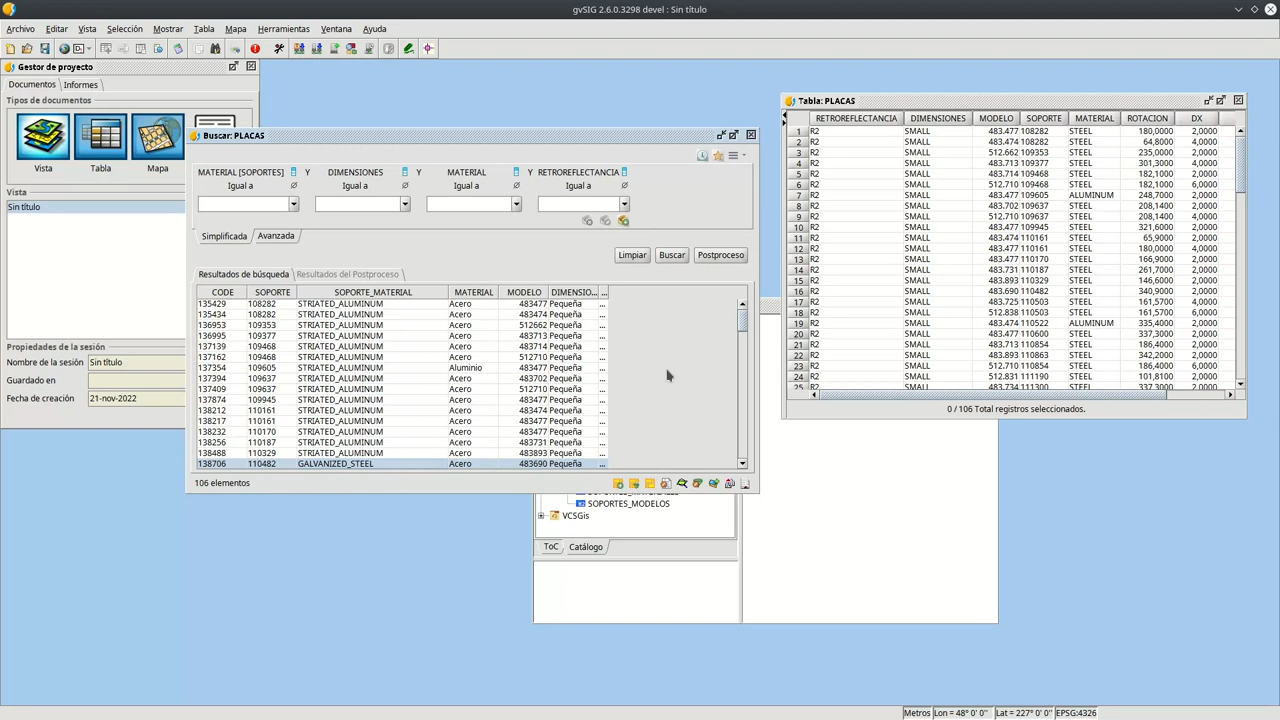 gvSIG 2.6.0.3298 devel : Sin título
Archivo Editar Vista Selección Mostrar Tabla Mapa Herramientas Ventana Ayuda
Gestor de proyecto
Documentos Informes
Tipos de documentos
Vista Tabla Mapa
Vista
Sin título
Propiedades de la sesión
Nombre de la sesión Sin título
Guardado en
Fecha de creación 21-nov-2022
Buscar: PLACAS
MATERIAL [SOPORTES] Y DIMENSIONES Y MATERIAL Y RETROREFLECTANCIA
Igual a Igual a Igual a Igual a
Simplificada Avanzada
Limpiar Buscar Postproceso
Resultados de búsqueda Resultados del Postproceso
CODE SOPORTE SOPORTE_MATERIAL MATERIAL MODELO DIMENSIO... ...
135429 108282 STRIATED_ALUMINUM Acero 483477 Pequeña ...
135434 108282 STRIATED_ALUMINUM Acero 483474 Pequeña ...
136953 109353 STRIATED_ALUMINUM Acero 512662 Pequeña ...
136995 109377 STRIATED_ALUMINUM Acero 483713 Pequeña ...
137139 109468 STRIATED_ALUMINUM Acero 483714 Pequeña ...
137162 109468 STRIATED_ALUMINUM Acero 512710 Pequeña ...
137354 109605 STRIATED_ALUMINUM Aluminio 483477 Pequeña ...
137394 109637 STRIATED_ALUMINUM Acero 483702 Pequeña ...
137409 109637 STRIATED_ALUMINUM Acero 512710 Pequeña ...
137874 109945 STRIATED_ALUMINUM Acero 483477 Pequeña ...
138212 110161 STRIATED_ALUMINUM Acero 483474 Pequeña ...
138217 110161 STRIATED_ALUMINUM Acero 483477 Pequeña ...
138232 110170 STRIATED_ALUMINUM Acero 483477 Pequeña ...
138256 110187 STRIATED_ALUMINUM Acero 483731 Pequeña ...
138488 110329 STRIATED_ALUMINUM Acero 483893 Pequeña ...
138706 110482 GALVANIZED_STEEL Acero 483690 Pequeña ...
106 elementos
SOPORTES_MODELOS
VCSGis
ToC Catálogo
Tabla: PLACAS
RETROREFLECTANCIA DIMENSIONES MODELO SOPORTE MATERIAL ROTACION DX
1 R2 SMALL 483.477 108282 STEEL 180,0000 2,0000
2 R2 SMALL 483.474 108282 STEEL 64,8000 4,0000
3 R2 SMALL 512.662 109353 STEEL 235,0000 2,0000
4 R2 SMALL 483.713 109377 STEEL 301,3000 4,0000
5 R2 SMALL 483.714 109468 STEEL 182,1000 2,0000
6 R2 SMALL 512.710 109468 STEEL 182,1000 6,0000
7 R2 SMALL 483.477 109605 ALUMINUM 248,7000 2,0000
8 R2 SMALL 483.702 109637 STEEL 208,1400 2,0000
9 R2 SMALL 512.710 109637 STEEL 208,1400 4,0000
10 R2 SMALL 483.477 109945 STEEL 321,6000 2,0000
11 R2 SMALL 483.474 110161 STEEL 65,9000 2,0000
12 R2 SMALL 483.477 110161 STEEL 180,0000 4,0000
13 R2 SMALL 483.477 110170 STEEL 166,9000 2,0000
14 R2 SMALL 483.731 110187 STEEL 261,7000 2,0000
15 R2 SMALL 483.893 110329 STEEL 146,6000 2,0000
16 R2 SMALL 483.690 110482 STEEL 340,9000 2,0000
17 R2 SMALL 483.725 110503 STEEL 161,5700 4,0000
18 R2 SMALL 512.838 110503 STEEL 161,5700 6,0000
19 R2 SMALL 483.474 110522 ALUMINUM 335,4000 2,0000
20 R2 SMALL 483.477 110600 STEEL 337,3000 2,0000
21 R2 SMALL 483.713 110854 STEEL 186,4000 2,0000
22 R2 SMALL 483.893 110863 STEEL 342,2000 4,0000
23 R2 SMALL 512.710 110854 STEEL 186,4000 6,0000
24 R2 SMALL 512.831 111190 STEEL 101,8100 2,0000
25 R2 SMALL 483.734 111300 STEEL 337,3000 2,0000
0 / 106 Total registros seleccionados.
Metros Lon = 48° 0' 0'' Lat = 227° 0' 0'' EPSG:4326